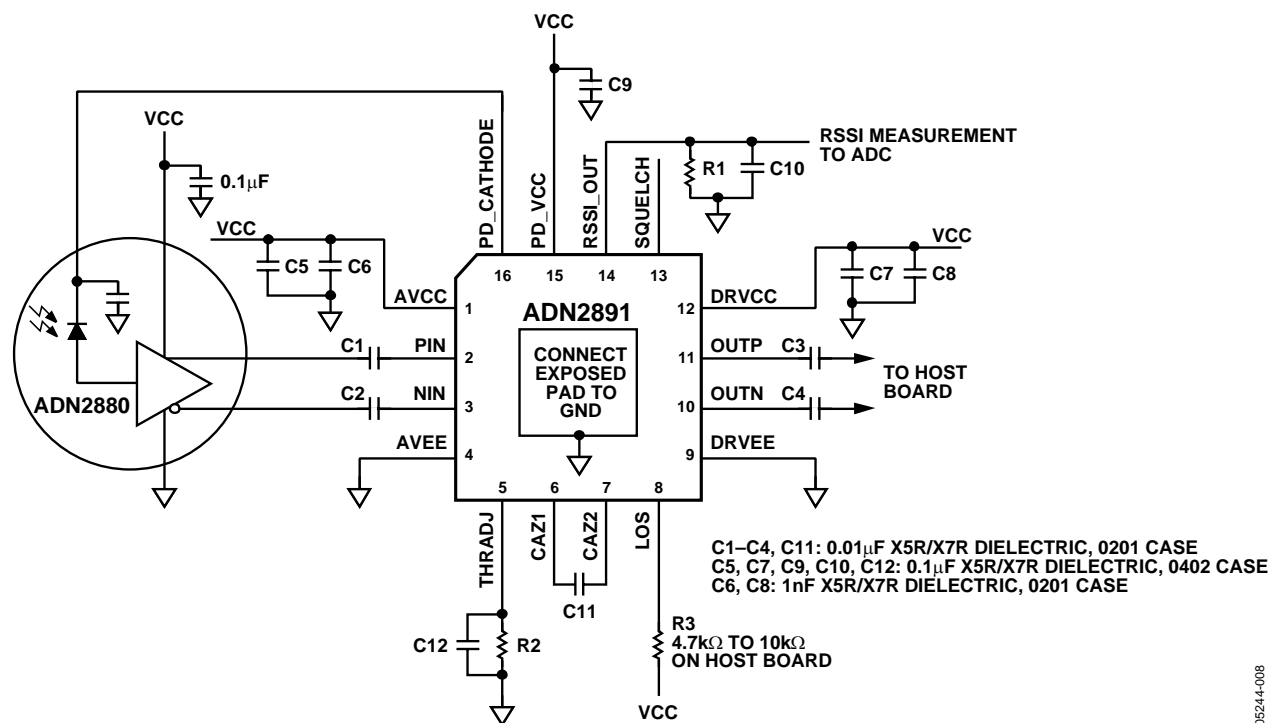 VCC
C9
VCC
0.1µF
PD_CATHODE
PD_VCC
RSSI_OUT
SQUELCH
R1
C10
RSSI MEASUREMENT
TO ADC
VCC
C5
C6
16
15
14
13
C7
C8
VCC
AVCC
1
ADN2891
12
DRVCC
C1
PIN
2
CONNECT
EXPOSED
PAD TO
GND
11
OUTP
C3
TO HOST
BOARD
ADN2880
C2
NIN
3
10
OUTN
C4
AVEE
4
9
DRVEE
5
6
7
8
THRADJ
CAZ1
CAZ2
LOS
C11
C12
R2
R3
4.7kΩ TO 10kΩ
ON HOST BOARD
VCC
C1–C4, C11: 0.01µF X5R/X7R DIELECTRIC, 0201 CASE
C5, C7, C9, C10, C12: 0.1µF X5R/X7R DIELECTRIC, 0402 CASE
C6, C8: 1nF X5R/X7R DIELECTRIC, 0201 CASE
05244-008